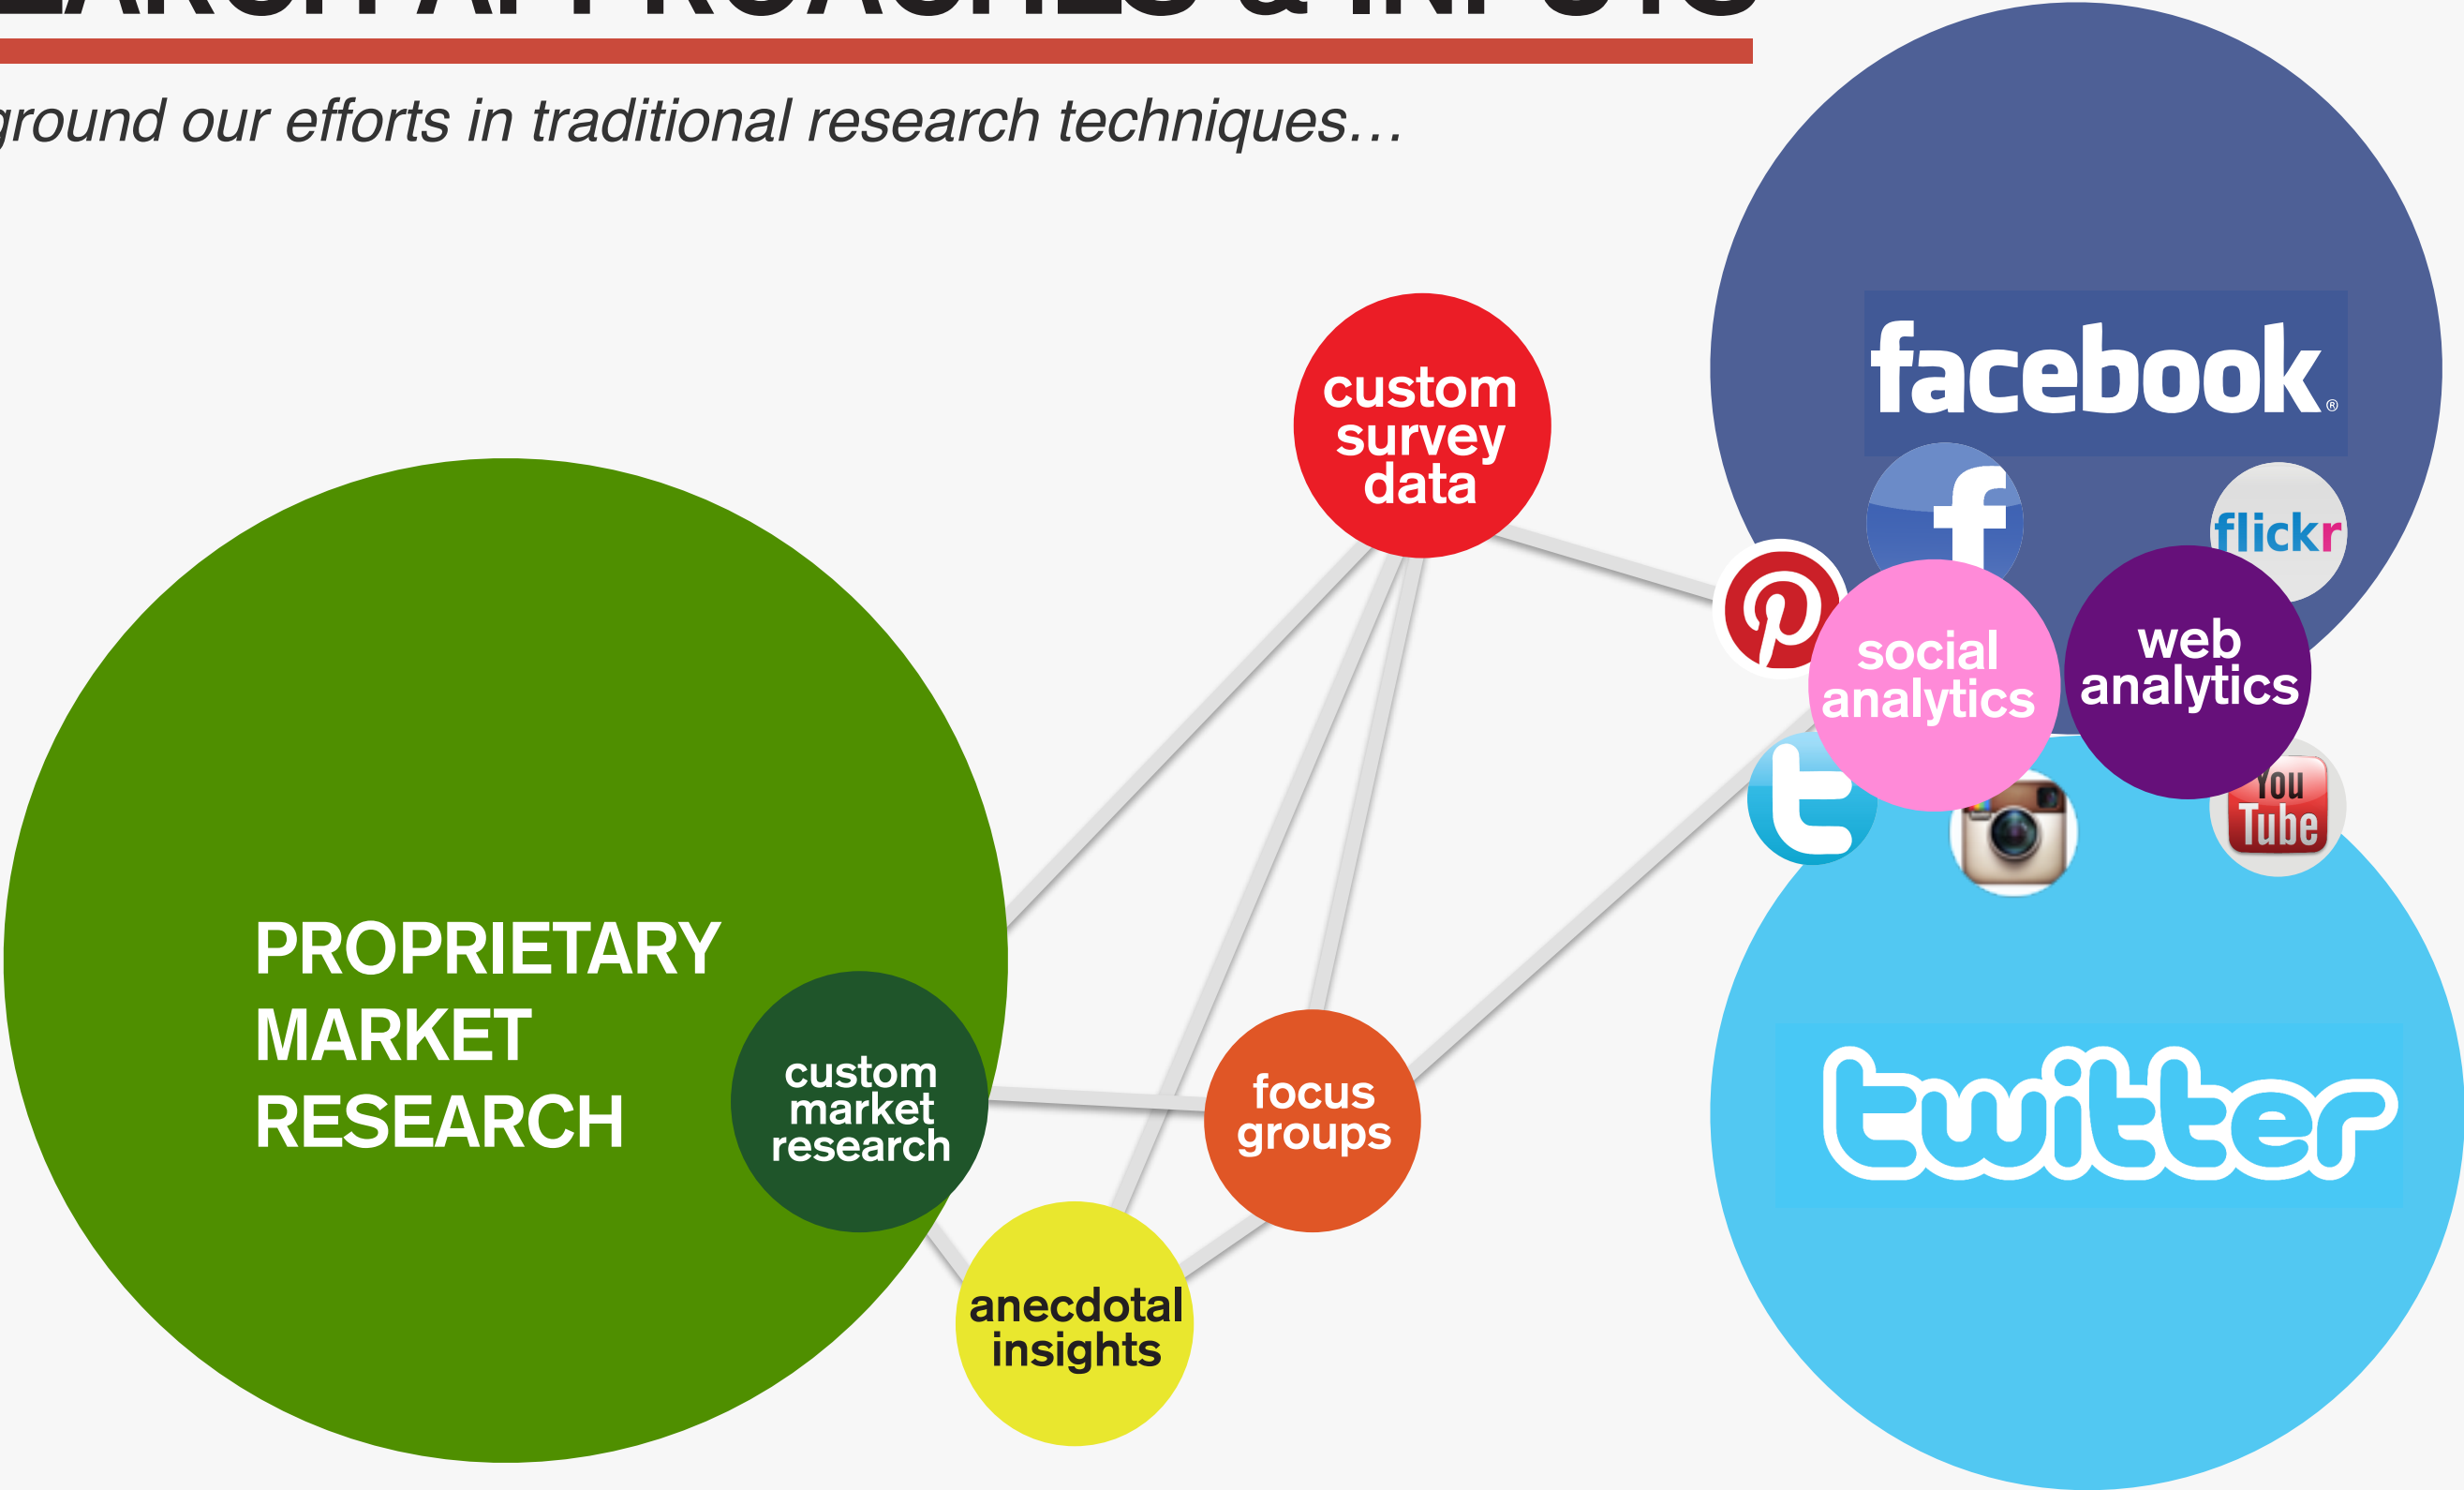 ground our efforts in traditional research techniques…
custom
survey
data
facebook®
f
flickr
social
analytics
web
analytics
t
You
Tube
PROPRIETARY
MARKET
RESEARCH
custom
market
research
focus
groups
anecdotal
insights
twitter